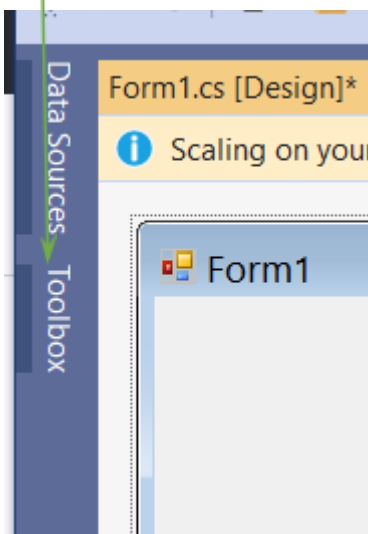 Data Sources
Toolbox
Form1.cs [Design]*
Scaling on your
Form1